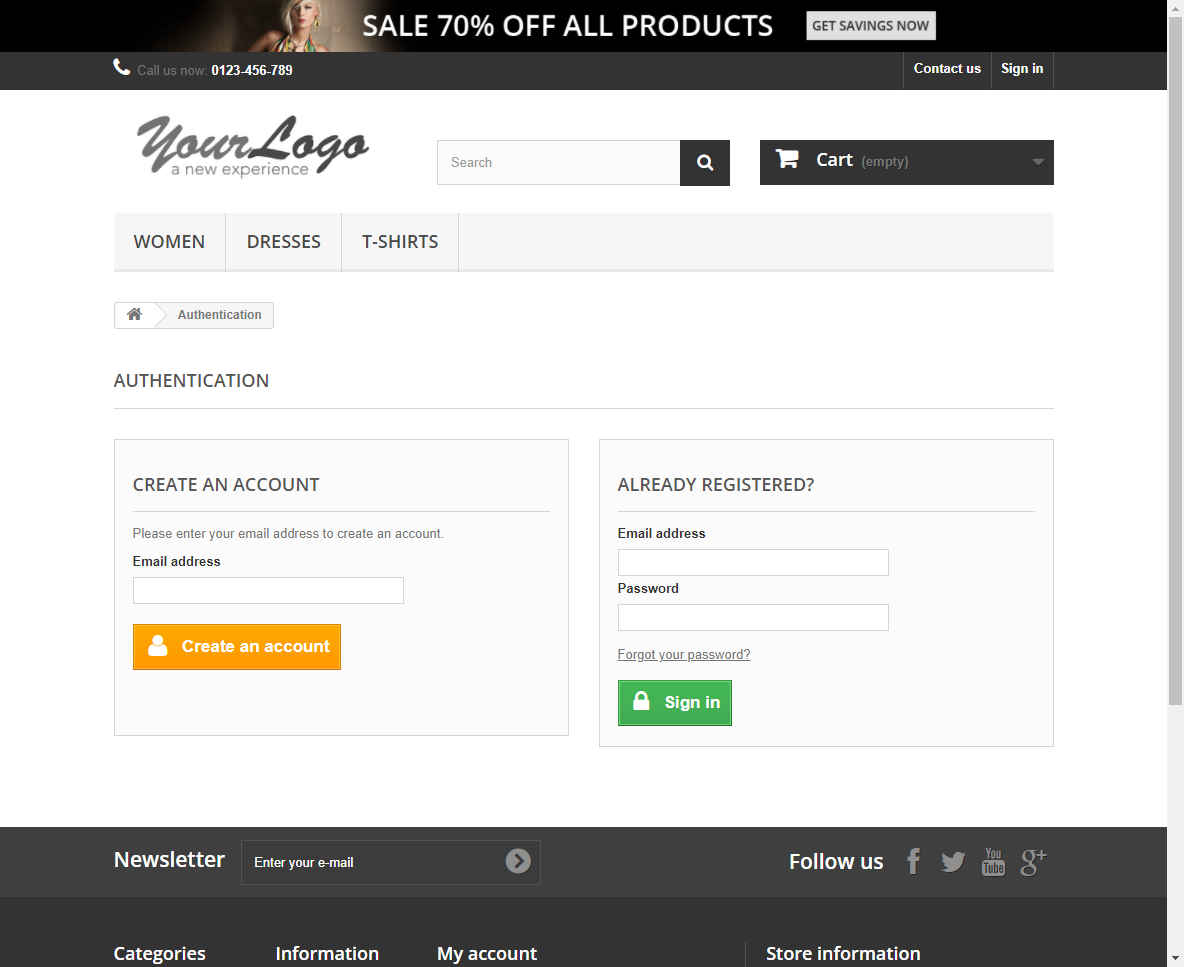 SALE 70% OFF ALL PRODUCTS GET SAVINGS NOW
Call us now: 0123-456-789 Contact us Sign in
YourLogo
a new experience
Search Cart (empty)
WOMEN DRESSES T-SHIRTS
Authentication
AUTHENTICATION
CREATE AN ACCOUNT
Please enter your email address to create an account.
Email address
Create an account
ALREADY REGISTERED?
Email address
Password
Forgot your password?
Sign in
Newsletter Enter your e-mail Follow us You Tube g+
Categories Information My account Store information